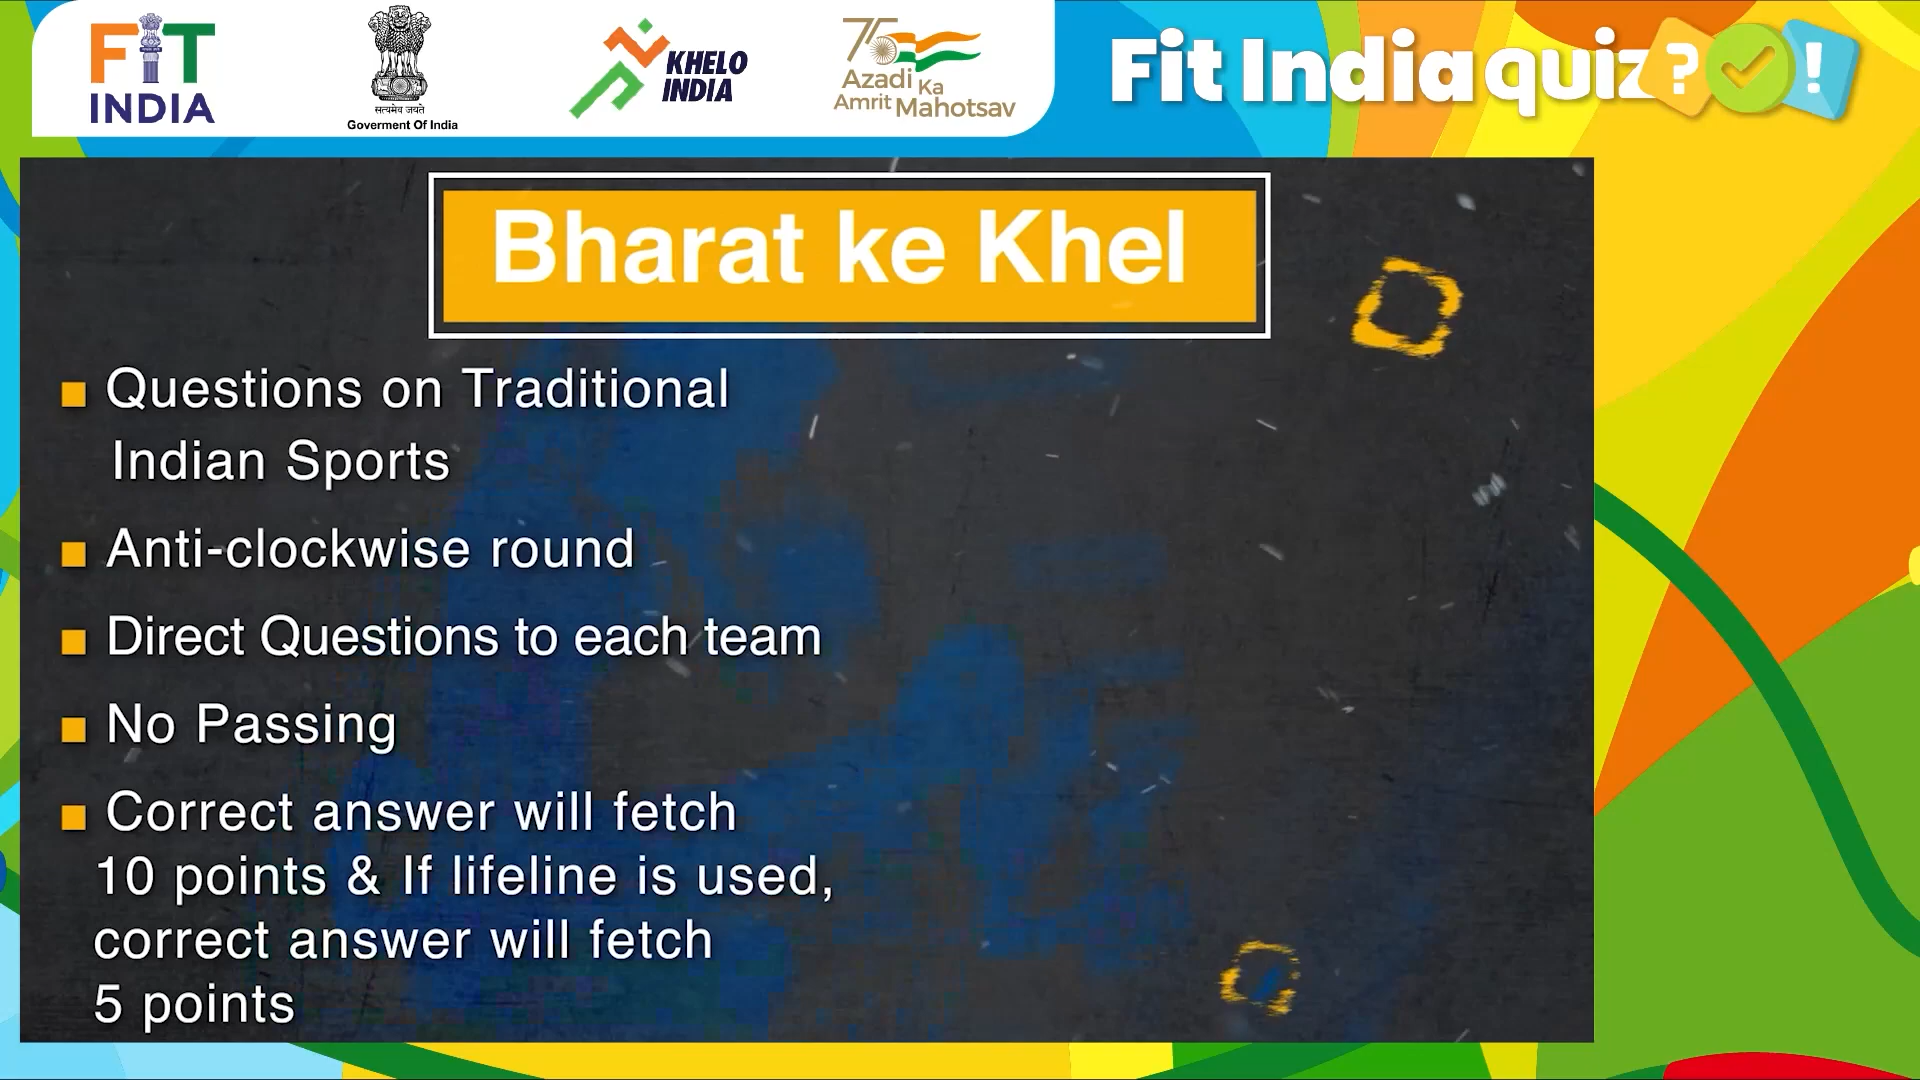 FIT
INDIA
सत्यमेव जयते
Goverment Of India
KHELO
INDIA
75
Azadi Ka
Amrit Mahotsav
Fit India quiz ? !
Bharat ke Khel
Questions on Traditional
Indian Sports
Anti-clockwise round
Direct Questions to each team
No Passing
Correct answer will fetch
10 points & If lifeline is used,
correct answer will fetch
5 points